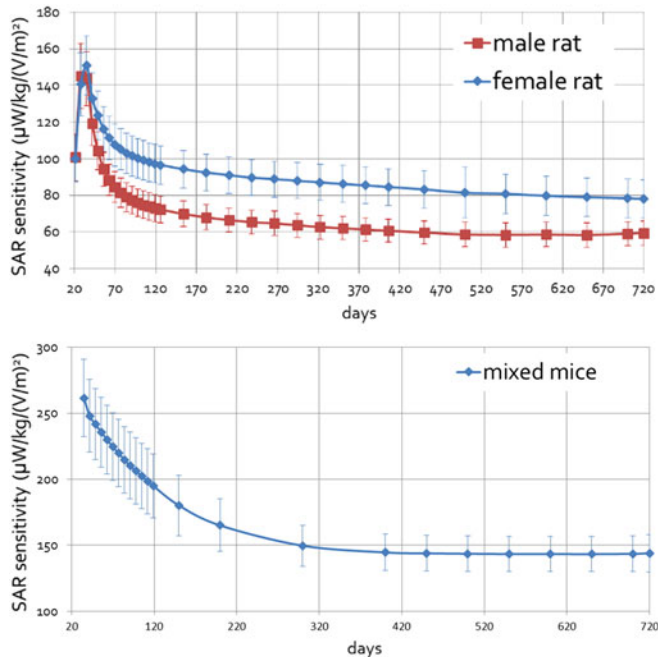 180
160
140
120
100
80
60
40
SAR sensitivity (µW/kg/(V/m)²)
male rat
female rat
20 70 120 170 220 270 320 370 420 470 520 570 620 670 720
days
300
250
200
150
100
SAR sensitivity (µW/kg/(V/m)²)
mixed mice
20 120 220 320 420 520 620 720
days